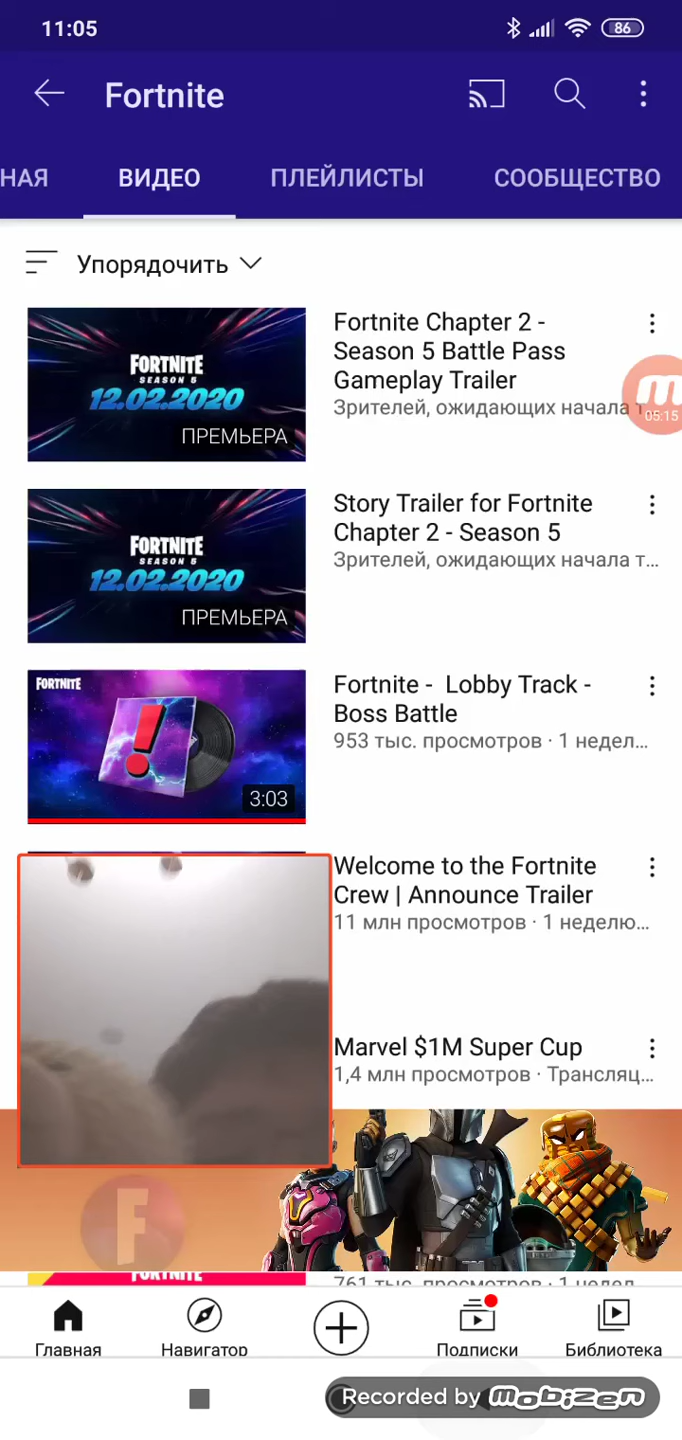 11:05
86
Fortnite
НАЯ
ВИДЕО
ПЛЕЙЛИСТЫ
СООБЩЕСТВО
Упорядочить
FORTNITE
SEASON 5
12.02.2020
ПРЕМЬЕРА
Fortnite Chapter 2 -
Season 5 Battle Pass
Gameplay Trailer
Зрителей, ожидающих начала т
05:15
FORTNITE
SEASON 5
12.02.2020
ПРЕМЬЕРА
Story Trailer for Fortnite
Chapter 2 - Season 5
Зрителей, ожидающих начала т...
FORTNITE
3:03
Fortnite - Lobby Track -
Boss Battle
953 тыс. просмотров · 1 недел...
Welcome to the Fortnite
Crew | Announce Trailer
11 млн просмотров · 1 неделю...
Marvel $1M Super Cup
1,4 млн просмотров · Трансляц...
F
FORTNITE
761 тыс. просмотров · 1 недел
Главная
Навигатор
Подписки
Библиотека
Recorded by mobizen